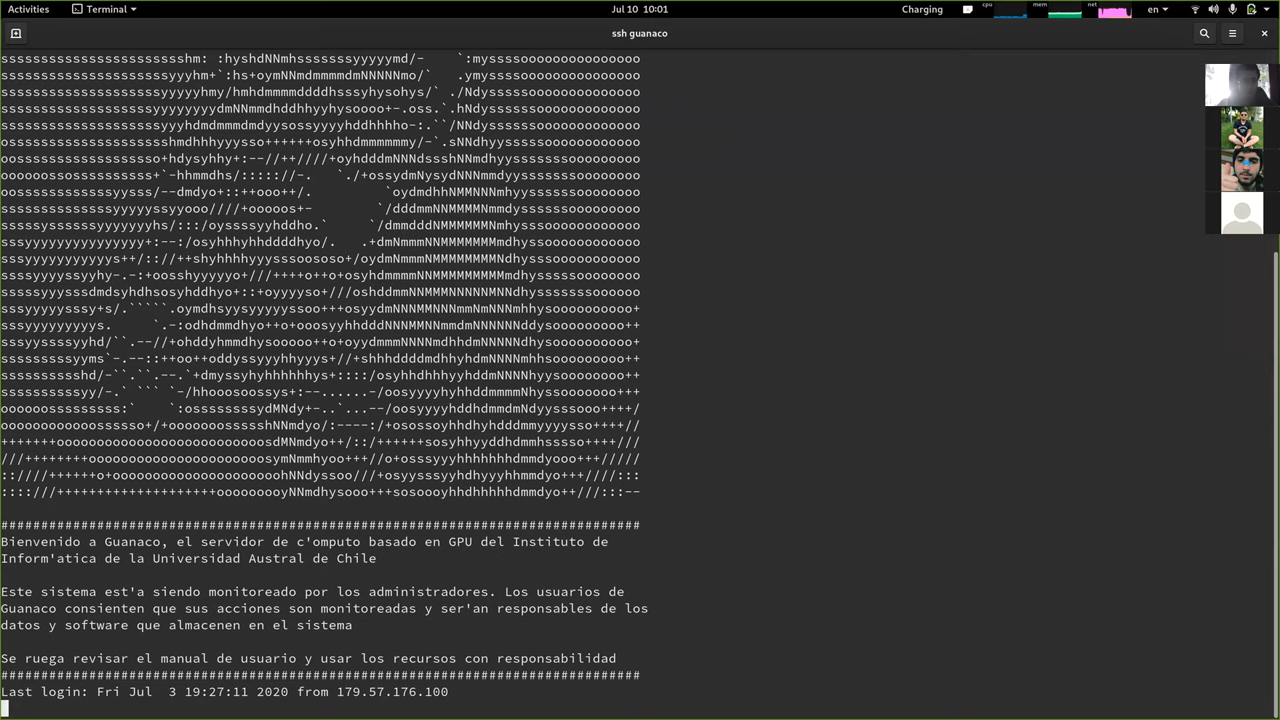 Activities
Terminal
Jul 10 10:01
Charging
cpu
mem
net
en
ssh guanaco
################################################################################
Bienvenido a Guanaco, el servidor de c'omputo basado en GPU del Instituto de
Inform'atica de la Universidad Austral de Chile
Este sistema est'a siendo monitoreado por los administradores. Los usuarios de
Guanaco consienten que sus acciones son monitoreadas y ser'an responsables de los
datos y software que almacenen en el sistema
Se ruega revisar el manual de usuario y usar los recursos con responsabilidad
################################################################################
Last login: Fri Jul  3 19:27:11 2020 from 179.57.176.100